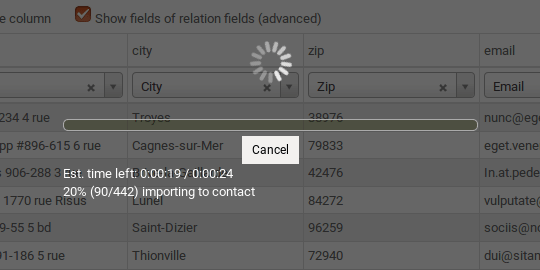 e column Show fields of relation fields (advanced)
city zip email
× City × Zip × Email
234 4 rue Troyes 38976 nunc@ege
Cancel
pp #896-615 6 rue Cagnes-sur-Mer 79833 eget.vene
906-288 3 42476 In.at.pede
Est. time left: 0:00:19 / 0:00:24
20% (90/442) importing to contact
1770 rue Risus Lunel 84272 vulputate@
9-55 5 bd Saint-Dizier 96259 sociis@no
01-186 5 rue Thionville 72940 dui@sitan